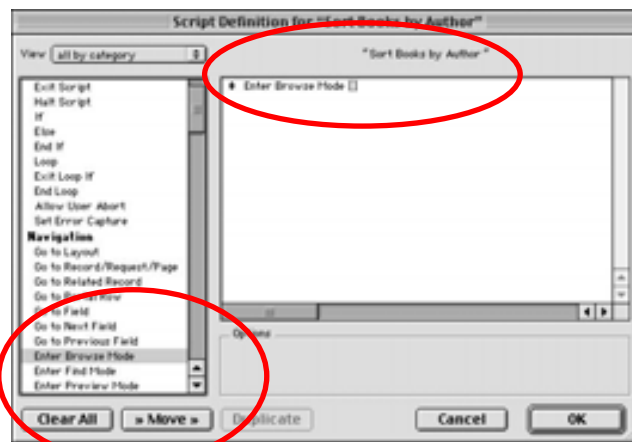 Script Definition for “Sort Books by Author”
View all by category
“Sort Books by Author”
Exit Script
Halt Script
If
Else
End If
Loop
Exit Loop If
End Loop
Allow User Abort
Set Error Capture
Navigation
Go to Layout
Go to Record/Request/Page
Go to Related Record
Go to Portal Row
Go to Field
Go to Next Field
Go to Previous Field
Enter Browse Mode
Enter Find Mode
Enter Preview Mode
Enter Browse Mode []
Options
Clear All
» Move »
Duplicate
Cancel
OK